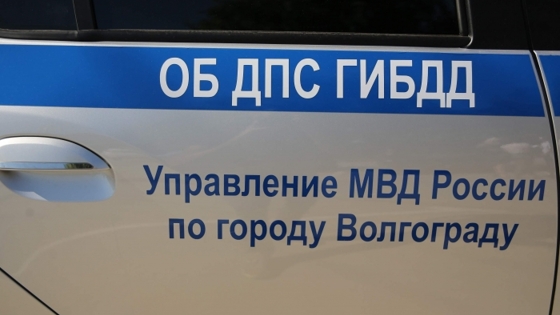 ОБ ДПС ГИБДД
Управление МВД России
по городу Волгограду